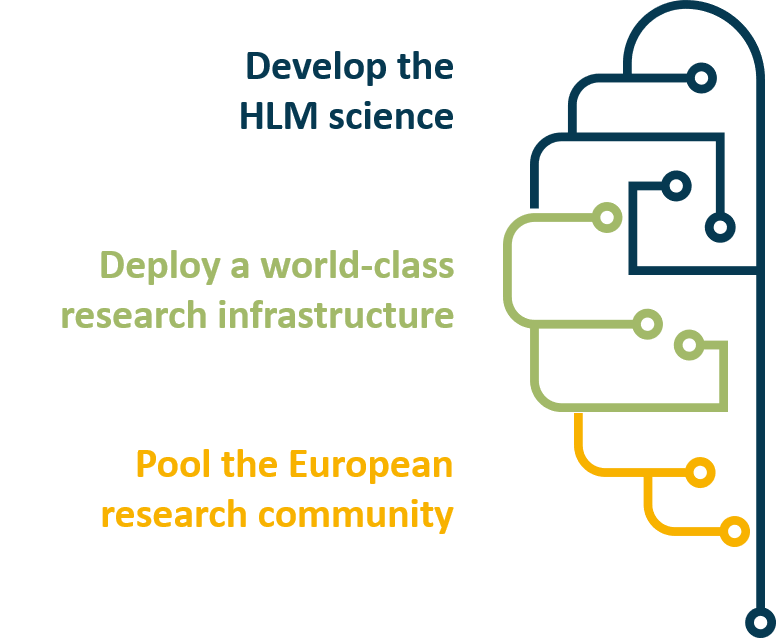 Develop the
HLM science
Deploy a world-class
research infrastructure
Pool the European
research community